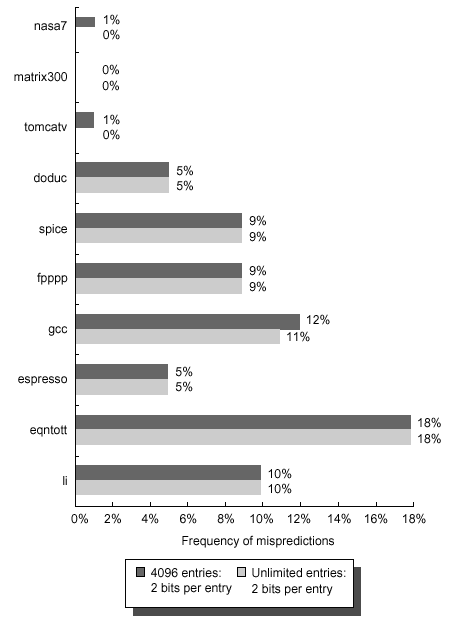 nasa7 1%
0%
matrix300 0%
0%
tomcatv 1%
0%
doduc 5%
5%
spice 9%
9%
fpppp 9%
9%
gcc 12%
11%
espresso 5%
5%
eqntott 18%
18%
li 10%
10%
0% 2% 4% 6% 8% 10% 12% 14% 16% 18%
Frequency of mispredictions
4096 entries: Unlimited entries:
2 bits per entry 2 bits per entry